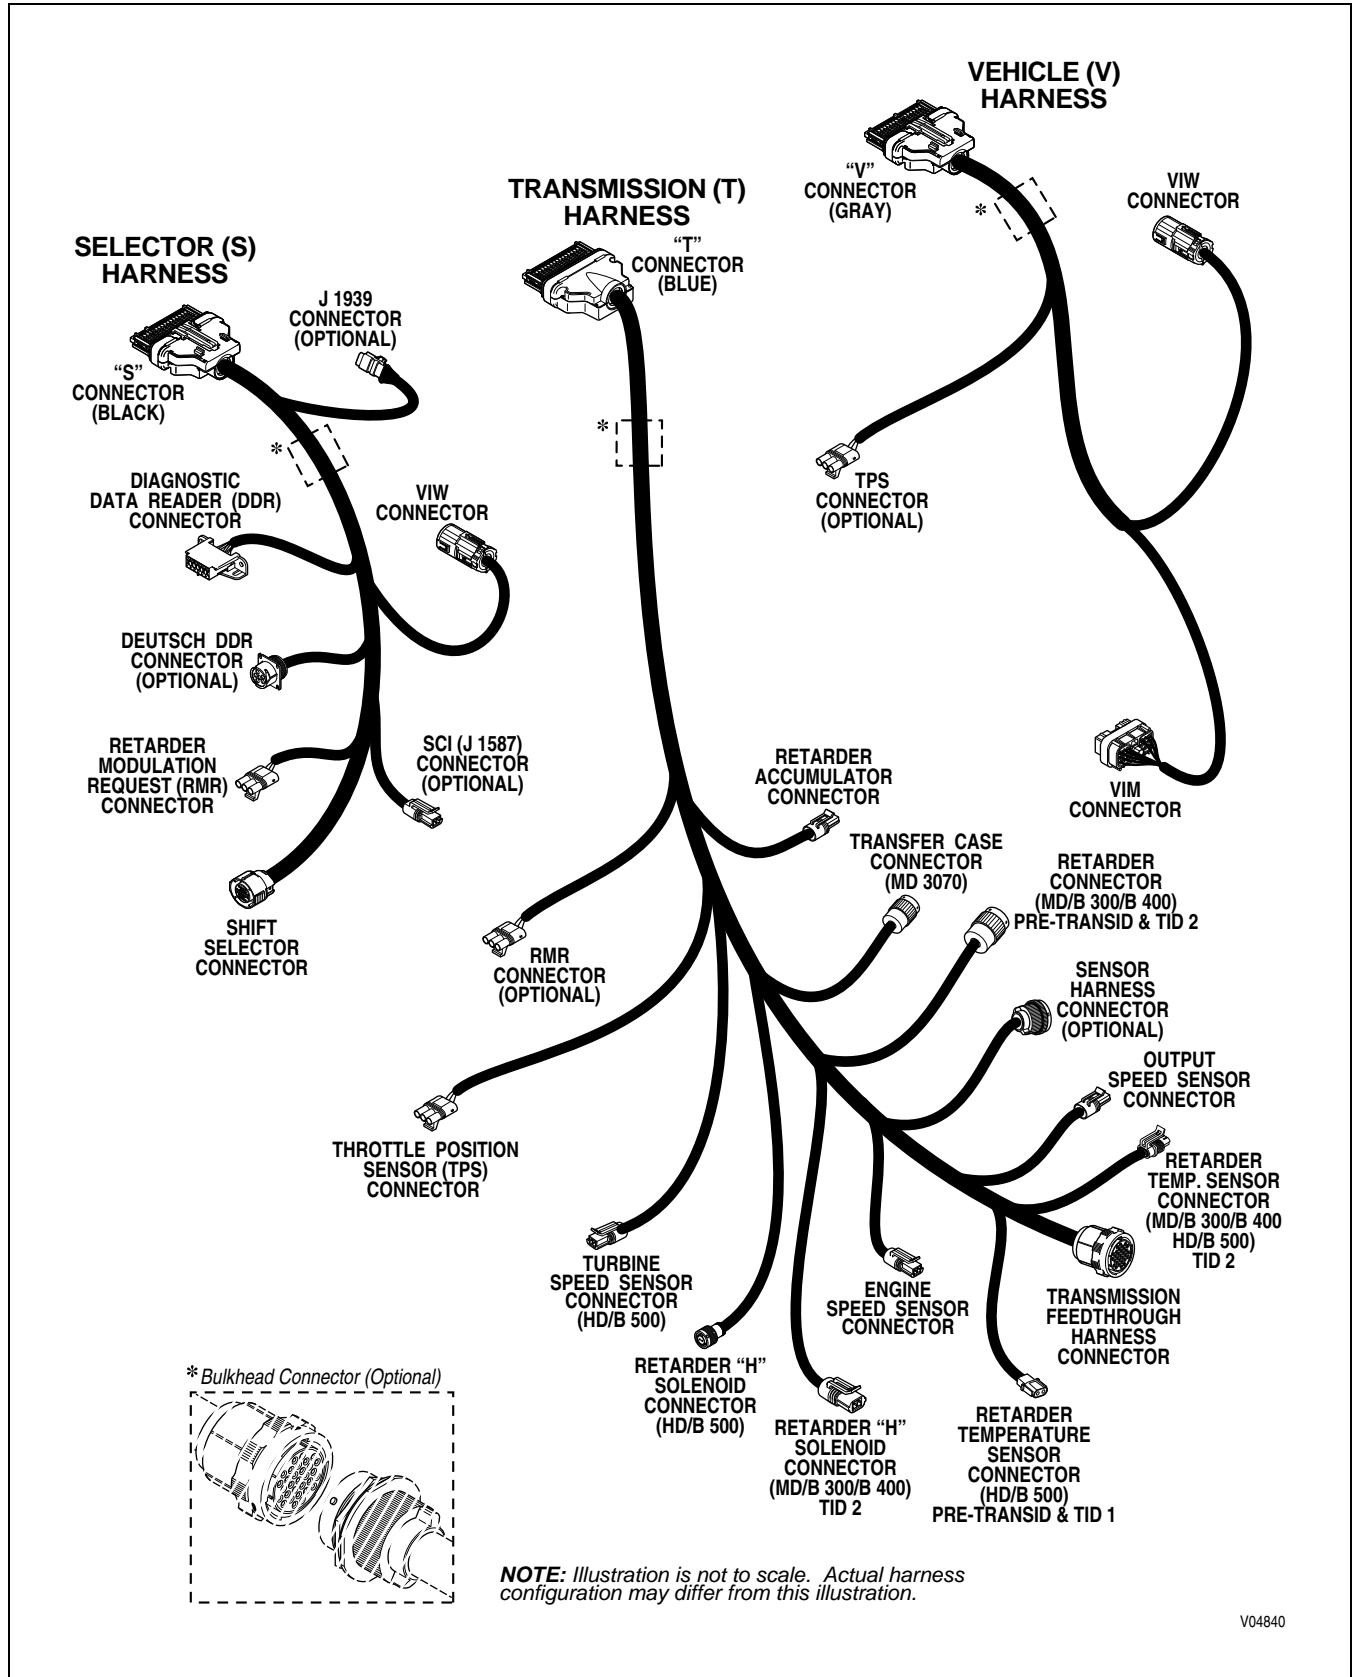 VEHICLE (V)
HARNESS
"V"
CONNECTOR
(GRAY)
*
VIW
CONNECTOR
TPS
CONNECTOR
(OPTIONAL)
VIM
CONNECTOR
TRANSMISSION (T)
HARNESS
"T"
CONNECTOR
(BLUE)
*
SELECTOR (S)
HARNESS
"S"
CONNECTOR
(BLACK)
J 1939
CONNECTOR
(OPTIONAL)
*
DIAGNOSTIC
DATA READER (DDR)
CONNECTOR
VIW
CONNECTOR
DEUTSCH DDR
CONNECTOR
(OPTIONAL)
RETARDER
MODULATION
REQUEST (RMR)
CONNECTOR
SCI (J 1587)
CONNECTOR
(OPTIONAL)
SHIFT
SELECTOR
CONNECTOR
RETARDER
ACCUMULATOR
CONNECTOR
TRANSFER CASE
CONNECTOR
(MD 3070)
RETARDER
CONNECTOR
(MD/B 300/B 400)
PRE-TRANSID & TID 2
RMR
CONNECTOR
(OPTIONAL)
SENSOR
HARNESS
CONNECTOR
(OPTIONAL)
OUTPUT
SPEED SENSOR
CONNECTOR
THROTTLE POSITION
SENSOR (TPS)
CONNECTOR
RETARDER
TEMP. SENSOR
CONNECTOR
(MD/B 300/B 400
HD/B 500)
TID 2
TURBINE
SPEED SENSOR
CONNECTOR
(HD/B 500)
ENGINE
SPEED SENSOR
CONNECTOR
TRANSMISSION
FEEDTHROUGH
HARNESS
CONNECTOR
RETARDER "H"
SOLENOID
CONNECTOR
(HD/B 500)
RETARDER "H"
SOLENOID
CONNECTOR
(MD/B 300/B 400)
TID 2
RETARDER
TEMPERATURE
SENSOR
CONNECTOR
(HD/B 500)
PRE-TRANSID & TID 1
* Bulkhead Connector (Optional)
NOTE: Illustration is not to scale. Actual harness
configuration may differ from this illustration.
V04840